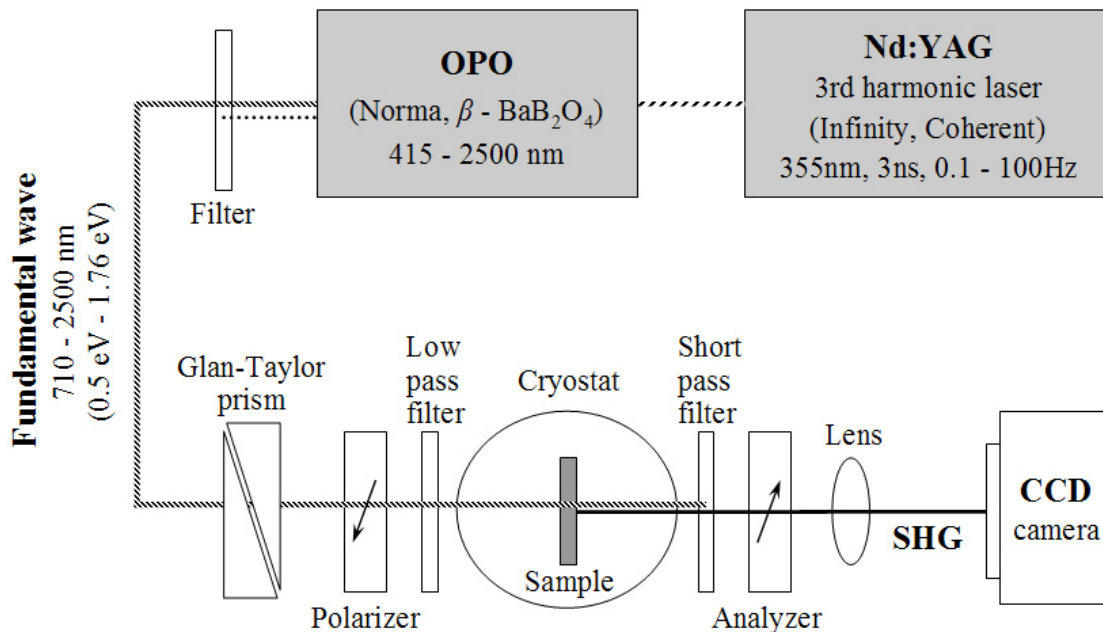 OPO
(Norma, β - BaB₂O₄)
415 - 2500 nm
Nd:YAG
3rd harmonic laser
(Infinity, Coherent)
355nm, 3ns, 0.1 - 100Hz
Filter
Fundamental wave
710 - 2500 nm
(0.5 eV - 1.76 eV)
Glan-Taylor
prism
Polarizer
Low
pass
filter
Cryostat
Sample
Short
pass
filter
Analyzer
Lens
SHG
CCD
camera